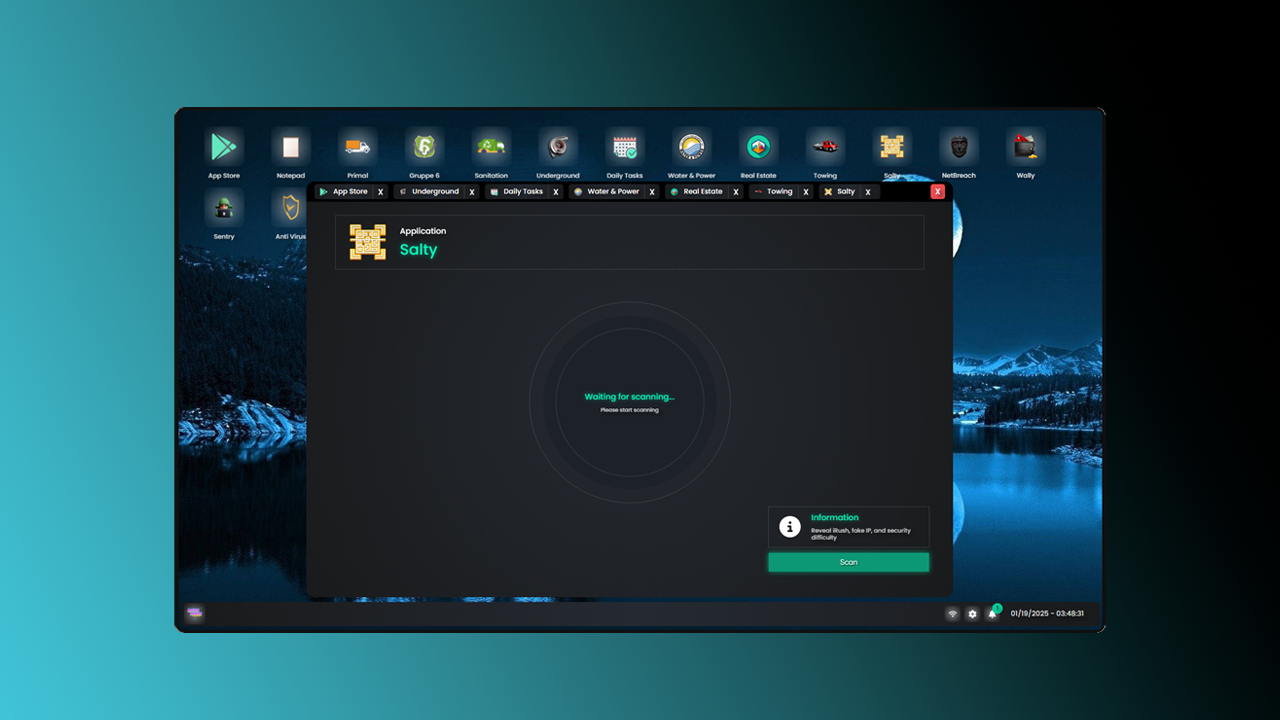 App Store
Notepad
Primal
Gruppe 6
Sanitation
Underground
Daily Tasks
Water & Power
Real Estate
Towing
Salty
NetBreach
Wally
Sentry
Anti Virus
App Store X
Underground X
Daily Tasks X
Water & Power X
Real Estate X
Towing X
Salty X
X
Application
Salty
Waiting for scanning...
Please start scanning
Information
Reveal iRush, fake IP, and security
difficulty
Scan
01/19/2025 - 03:48:31